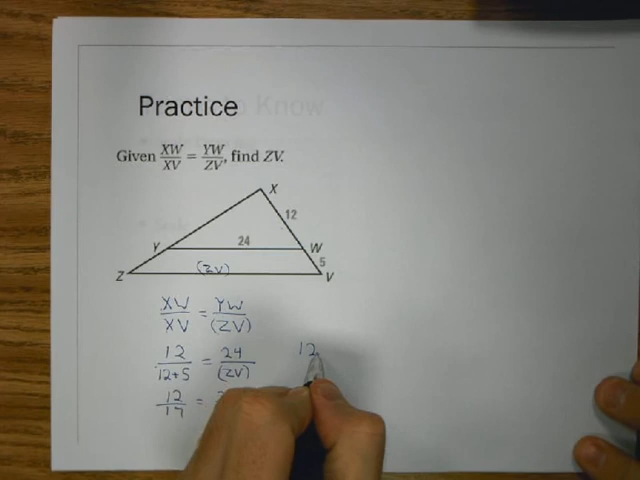 Practice
Given XW/XV = YW/ZV, find ZV.
X
12
Y
24
W
(ZV)
5
Z
V
XW/XV = YW/(ZV)
12/12+5 = 24/(ZV)
12
12/17 =